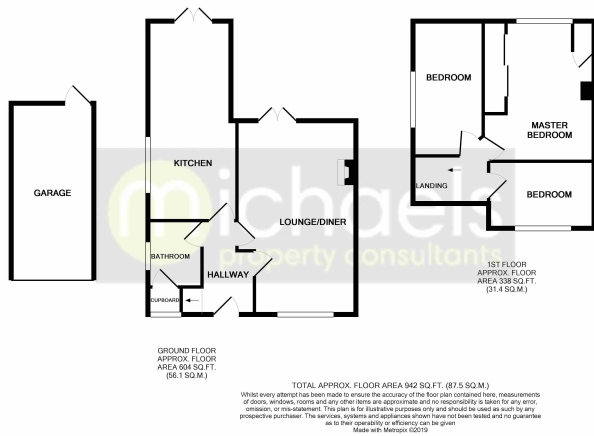 GARAGE
KITCHEN
LOUNGE/DINER
BATHROOM
HALLWAY
CUPBOARD
BEDROOM
MASTER
BEDROOM
LANDING
BEDROOM
michaels
property consultants
GROUND FLOOR
APPROX. FLOOR
AREA 604 SQ.FT.
(56.1 SQ.M.)
1ST FLOOR
APPROX. FLOOR
AREA 338 SQ.FT.
(31.4 SQ.M.)
TOTAL APPROX. FLOOR AREA 942 SQ.FT. (87.5 SQ.M.)
Whilst every attempt has been made to ensure the accuracy of the floor plan contained here, measurements
of doors, windows, rooms and any other items are approximate and no responsibility is taken for any error,
omission, or mis-statement. This plan is for illustrative purposes only and should be used as such by any
prospective purchaser. The services, systems and appliances shown have not been tested and no guarantee
as to their operability or efficiency can be given
Made with Metropix ©2019